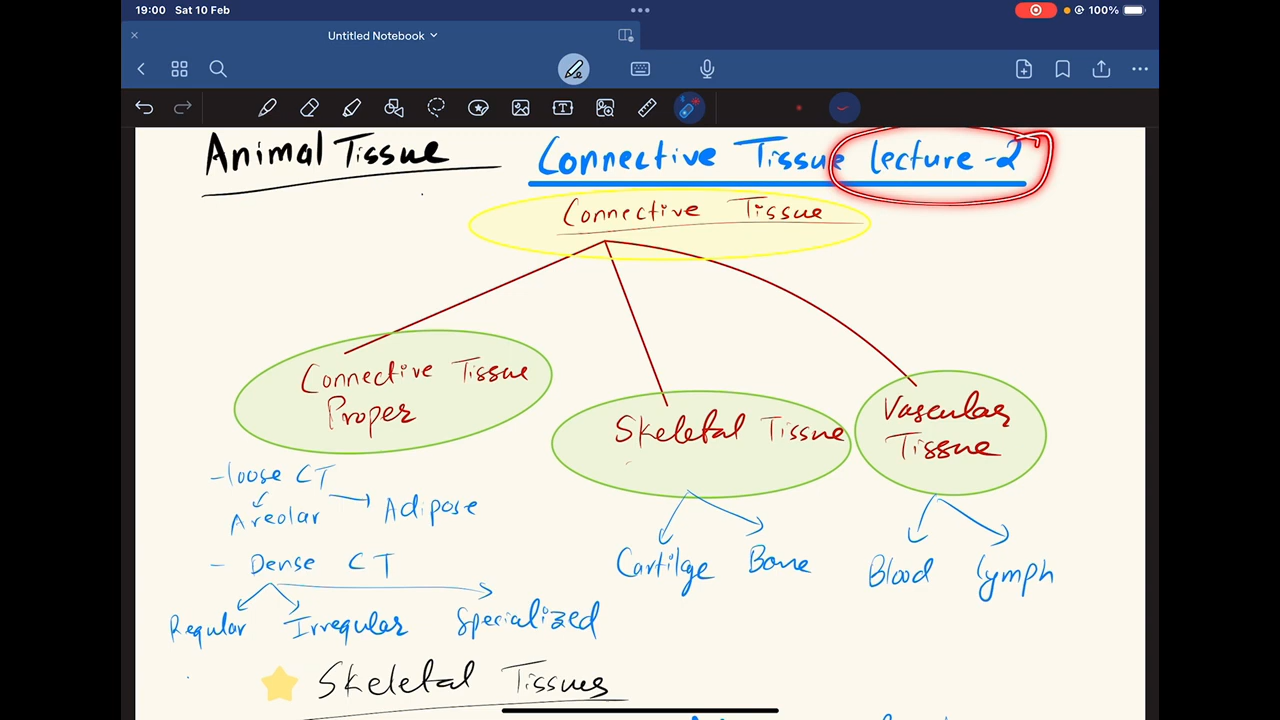 19:00 Sat 10 Feb
100%
Untitled Notebook
Animal Tissue
Connective Tissue lecture-2
Connective Tissue
Connective Tissue
Proper
Skeletal Tissue
Vascular
Tissue
-loose CT
Areolar
Adipose
- Dense CT
Regular
Irregular
Specialized
Cartilge
Bone
Blood
Lymph
Skeletal Tissues